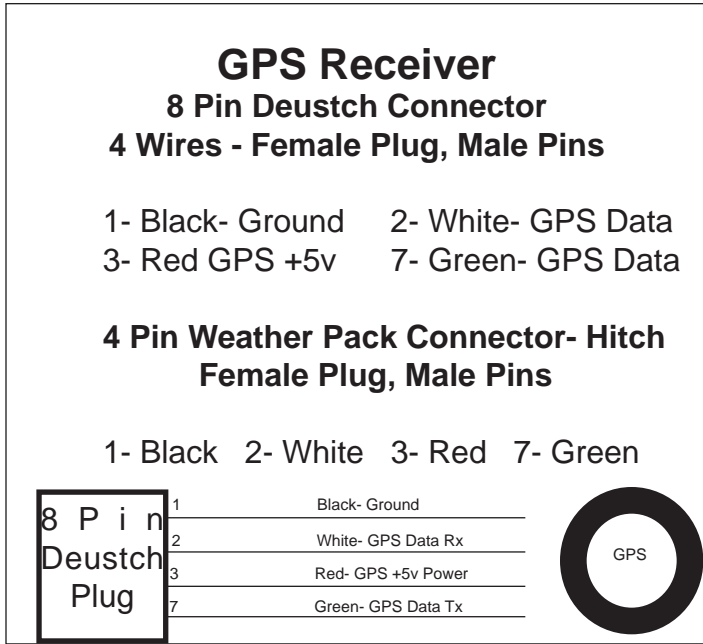 GPS Receiver
8 Pin Deustch Connector
4 Wires - Female Plug, Male Pins
1- Black- Ground 2- White- GPS Data
3- Red GPS +5v 7- Green- GPS Data
4 Pin Weather Pack Connector- Hitch
Female Plug, Male Pins
1- Black 2- White 3- Red 7- Green
8 Pin
Deustch
Plug
1 Black- Ground
2 White- GPS Data Rx
3 Red- GPS +5v Power
7 Green- GPS Data Tx
GPS